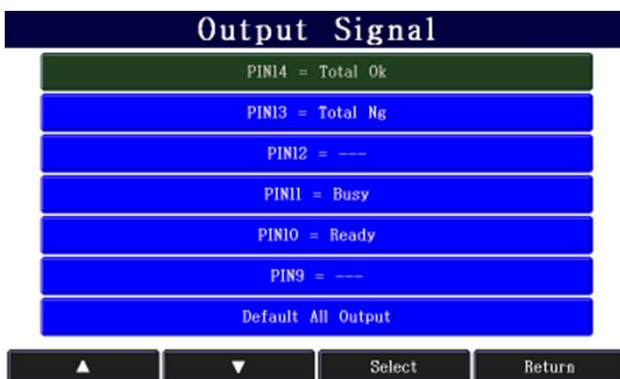 Output Signal
PIN14 = Total Ok
PIN13 = Total Ng
PIN12 = ---
PIN11 = Busy
PIN10 = Ready
PIN9 = ---
Default All Output
▲ ▼ Select Return